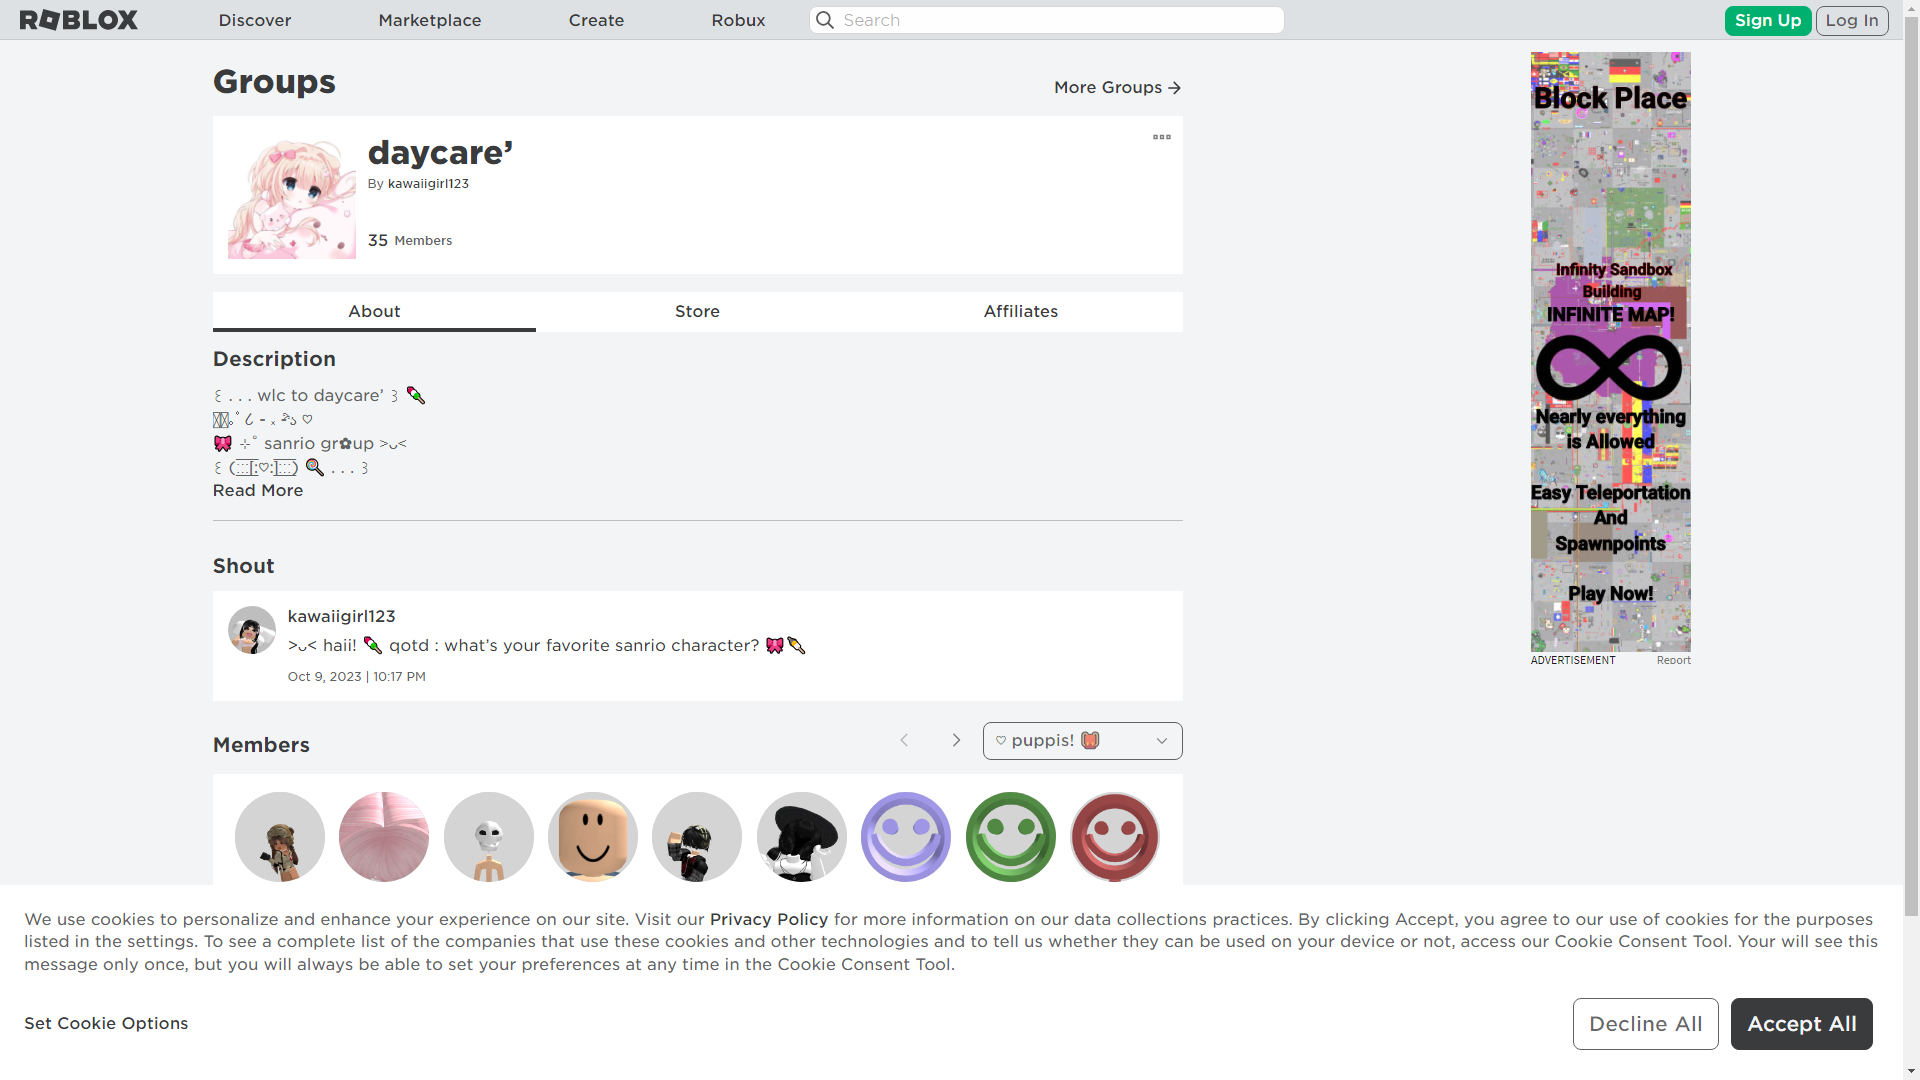 ROBLOX
Discover
Marketplace
Create
Robux
Search
Sign Up
Log In
Groups
More Groups
daycare’
By kawaiigirl123
35 Members
About
Store
Affiliates
Description
꒰ . . . wlc to daycare’ ꒱
🎀 ⊹˚ sanrio gr✿up >ᴗ<
꒰ 🍭 . . . ꒱
Read More
Shout
kawaiigirl123
>ᴗ< haii! qotd : what’s your favorite sanrio character? 🎀
Oct 9, 2023 | 10:17 PM
Members
♡ puppis!
Block Place
Infinity Sandbox
Building
INFINITE MAP!
Nearly everything
is Allowed
Easy Teleportation
And
Spawnpoints
Play Now!
ADVERTISEMENT
Report
We use cookies to personalize and enhance your experience on our site. Visit our Privacy Policy for more information on our data collections practices. By clicking Accept, you agree to our use of cookies for the purposes
listed in the settings. To see a complete list of the companies that use these cookies and other technologies and to tell us whether they can be used on your device or not, access our Cookie Consent Tool. Your will see this
message only once, but you will always be able to set your preferences at any time in the Cookie Consent Tool.
Set Cookie Options
Decline All
Accept All